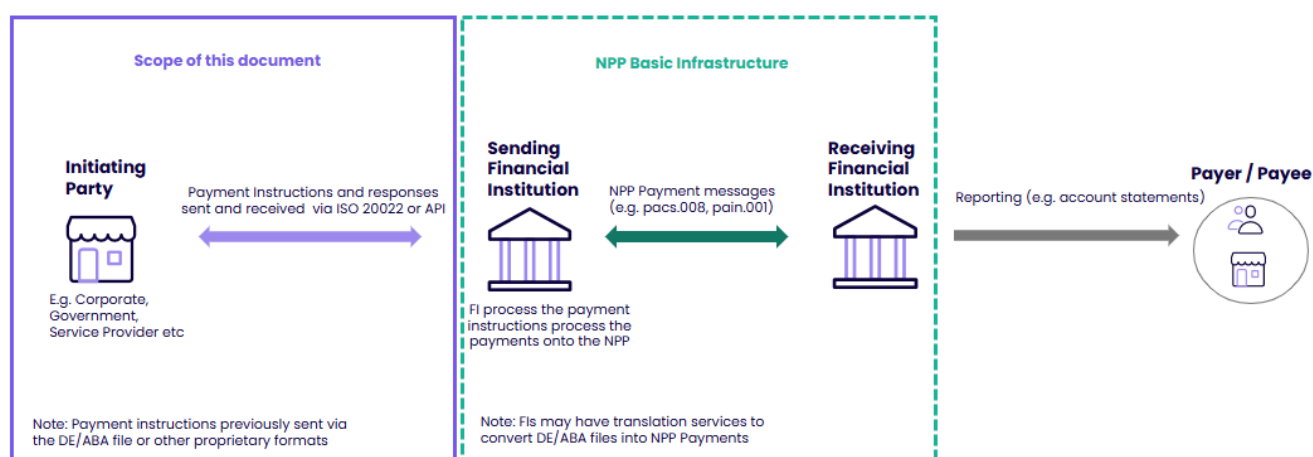 Scope of this document
NPP Basic Infrastructure
Initiating
Party
Payment Instructions and responses
sent and received via ISO 20022 or API
E.g. Corporate,
Government,
Service Provider etc
Note: Payment instructions previously sent via
the DE/ABA file or other proprietary formats
Sending
Financial
Institution
NPP Payment messages
(e.g. pacs.008, pain.001)
Receiving
Financial
Institution
FI process the payment
instructions process the
payments onto the NPP
Note: FIs may have translation services to
convert DE/ABA files into NPP Payments
Reporting (e.g. account statements)
Payer / Payee